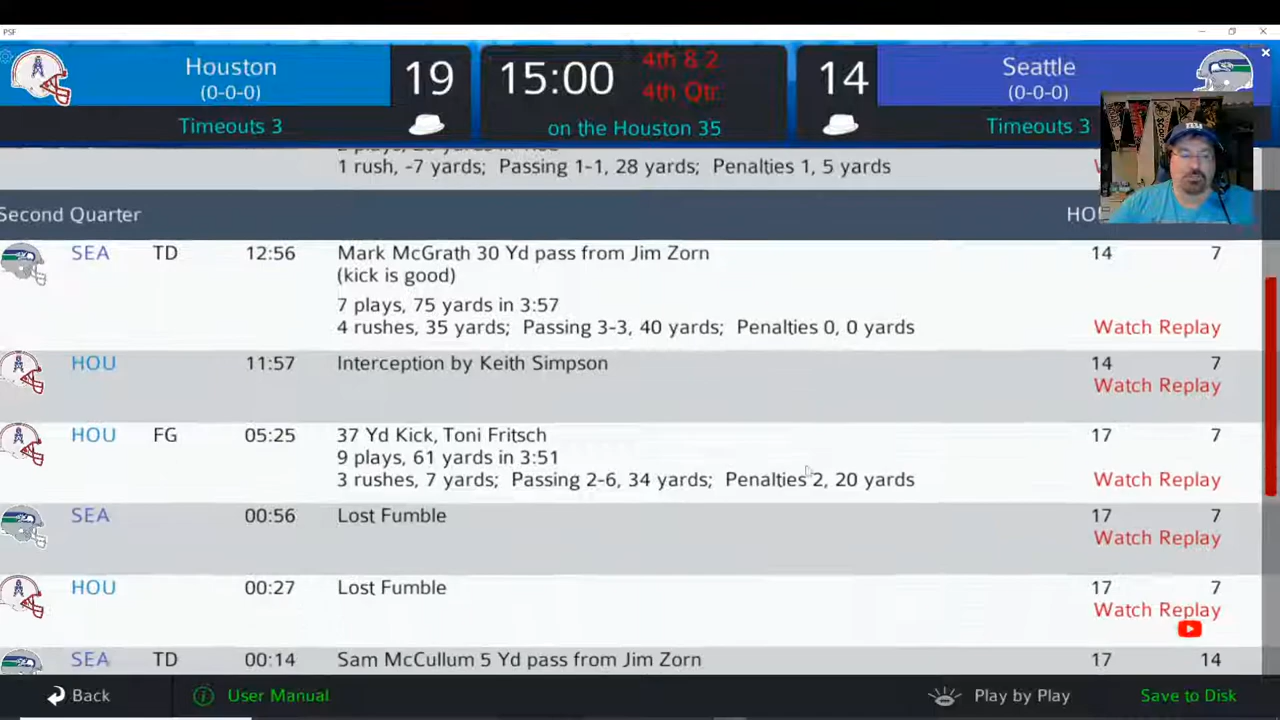 PSF
Houston
(0-0-0)
Timeouts 3
19
15:00
4th & 2
4th Qtr.
on the Houston 35
14
Seattle
(0-0-0)
Timeouts 3
1 rush, -7 yards; Passing 1-1, 28 yards; Penalties 1, 5 yards
Second Quarter
SEA TD 12:56 Mark McGrath 30 Yd pass from Jim Zorn 14 7
(kick is good)
7 plays, 75 yards in 3:57
4 rushes, 35 yards; Passing 3-3, 40 yards; Penalties 0, 0 yards Watch Replay
HOU 11:57 Interception by Keith Simpson 14 7
Watch Replay
HOU FG 05:25 37 Yd Kick, Toni Fritsch 17 7
9 plays, 61 yards in 3:51
3 rushes, 7 yards; Passing 2-6, 34 yards; Penalties 2, 20 yards Watch Replay
SEA 00:56 Lost Fumble 17 7
Watch Replay
HOU 00:27 Lost Fumble 17 7
Watch Replay
SEA TD 00:14 Sam McCullum 5 Yd pass from Jim Zorn 17 14
Back User Manual Play by Play Save to Disk